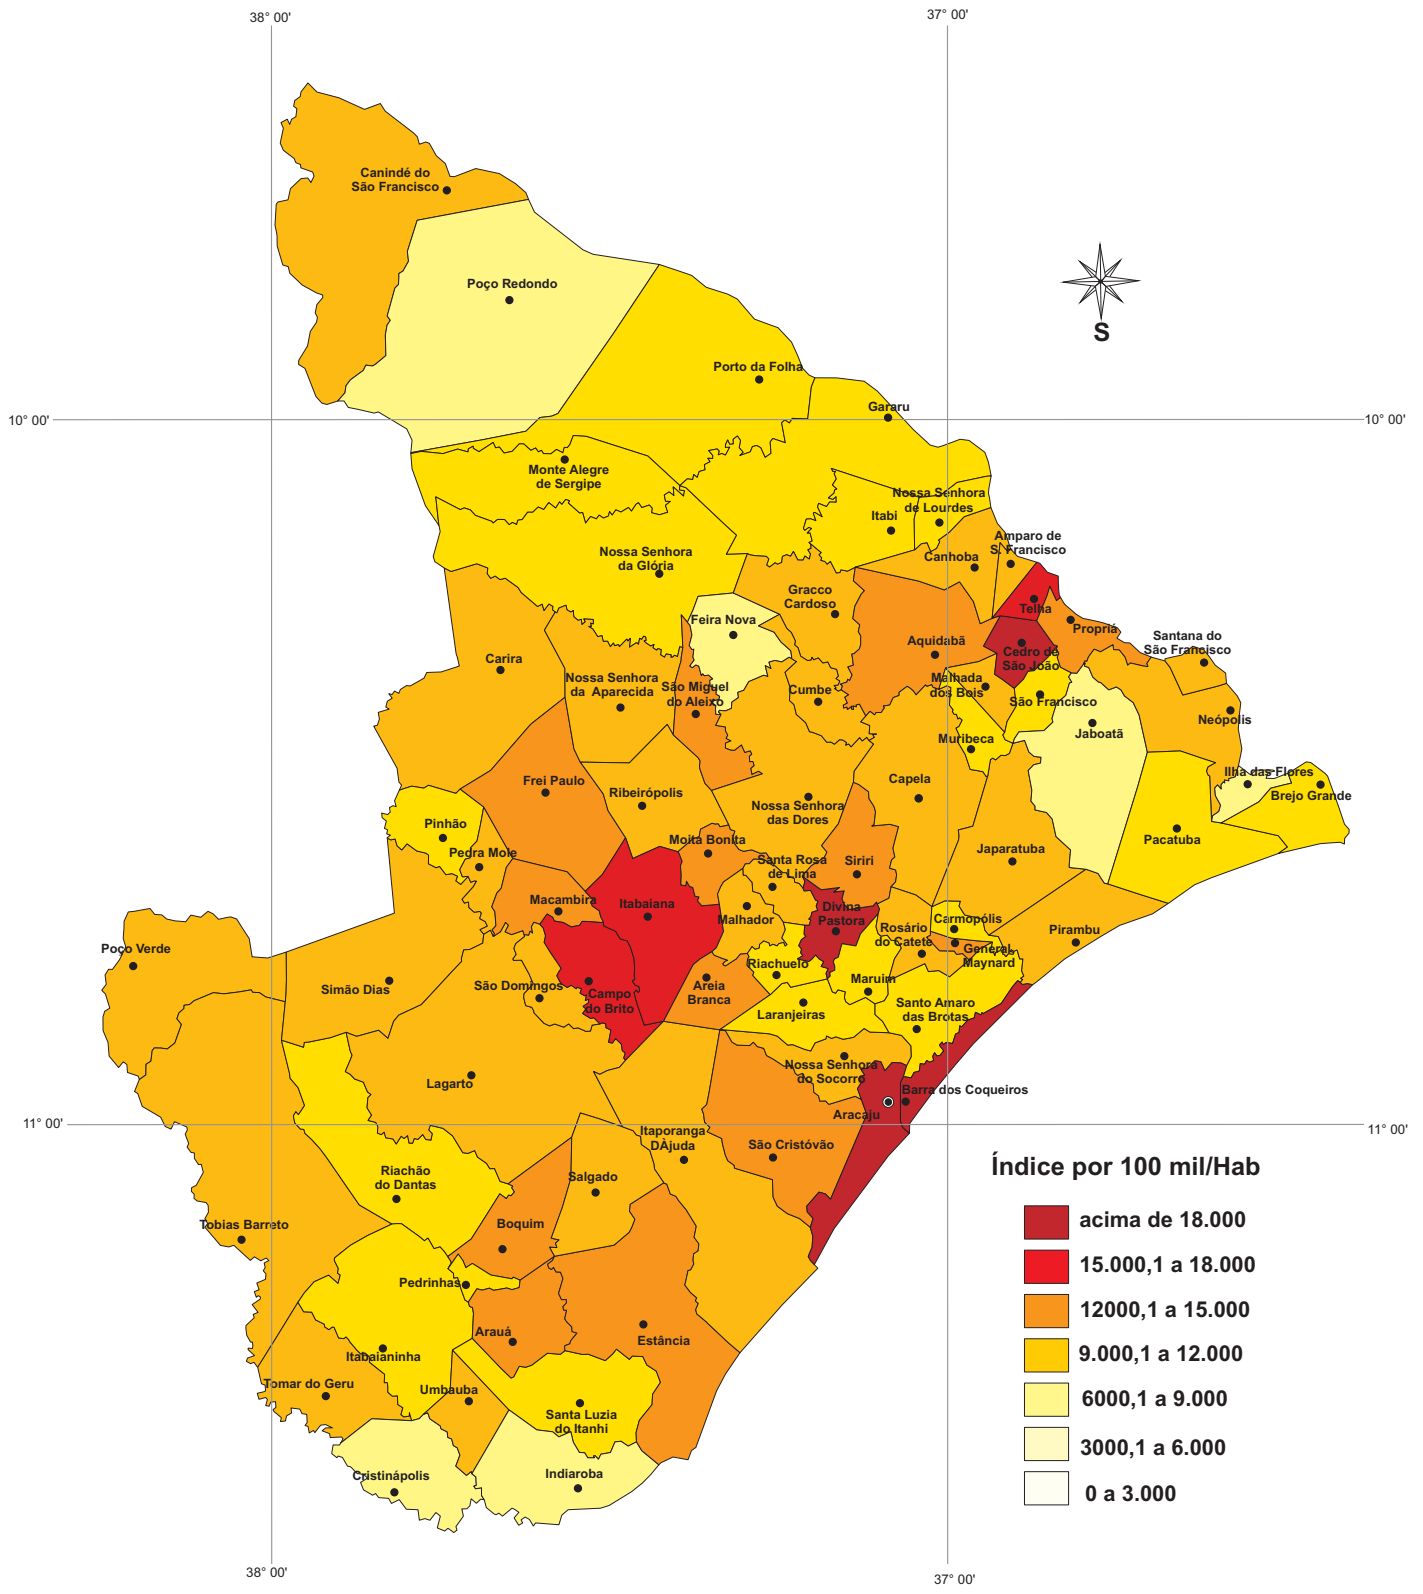 38° 00'
37° 00'
Canindé do
São Francisco
Poço Redondo
S
Porto da Folha
Gararu
10° 00'
10° 00'
Monte Alegre
de Sergipe
Nossa Senhora
de Lourdes
Itabi
Nossa Senhora
da Glória
Canhoba
Amparo de
S. Francisco
Gracco
Cardoso
Telha
Feira Nova
Propriá
Aquidabã
Cedro de
São João
Santana do
São Francisco
Carira
Nossa Senhora
da Aparecida
São Miguel
do Aleixo
Cumbe
Malhada
dos Bois
São Francisco
Neópolis
Jaboatã
Muribeca
Frei Paulo
Ribeirópolis
Capela
Ilha das Flores
Brejo Grande
Nossa Senhora
das Dores
Pinhão
Pedra Mole
Moita Bonita
Pacatuba
Japaratuba
Santa Rosa
de Lima
Siriri
Macambira
Itabaiana
Malhador
Divina
Pastora
Carmopólis
Rosário
do Catete
Pirambu
General
Maynard
Poço Verde
Simão Dias
São Domingos
Campo
do Brito
Areia
Branca
Riachuelo
Maruim
Laranjeiras
Santo Amaro
das Brotas
Lagarto
Nossa Senhora
do Socorro
Barra dos Coqueiros
Aracaju
11° 00'
11° 00'
Itaporanga
DÀjuda
São Cristóvão
Riachão
do Dantas
Salgado
Tobias Barreto
Boquim
Pedrinhas
Arauá
Estância
Itabaianinha
Tomar do Geru
Umbauba
Santa Luzia
do Itanhi
Cristinápolis
Indiaroba
Índice por 100 mil/Hab
acima de 18.000
15.000,1 a 18.000
12000,1 a 15.000
9.000,1 a 12.000
6000,1 a 9.000
3000,1 a 6.000
0 a 3.000
38° 00'
37° 00'